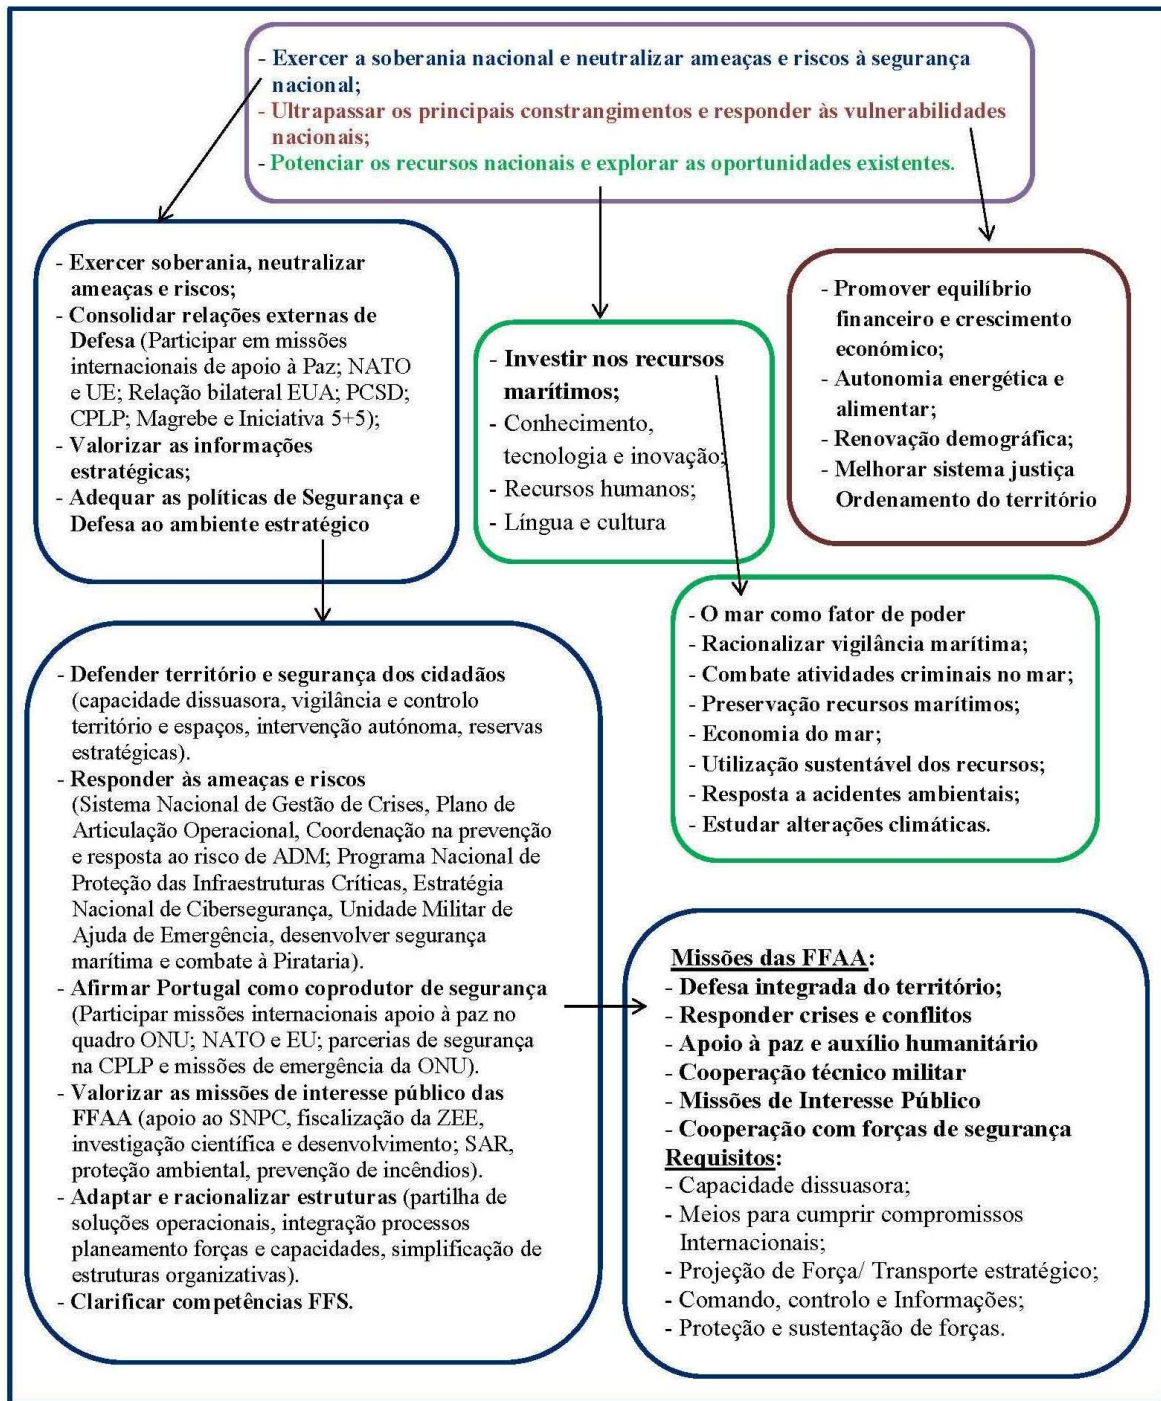 - Exercer a soberania nacional e neutralizar ameaças e riscos à segurança
nacional;
- Ultrapassar os principais constrangimentos e responder às vulnerabilidades
nacionais;
- Potenciar os recursos nacionais e explorar as oportunidades existentes.
- Exercer soberania, neutralizar
ameaças e riscos;
- Consolidar relações externas de
Defesa (Participar em missões
internacionais de apoio à Paz; NATO
e UE; Relação bilateral EUA; PCSD;
CPLP; Magrebe e Iniciativa 5+5);
- Valorizar as informações
estratégicas;
- Adequar as políticas de Segurança e
Defesa ao ambiente estratégico
- Investir nos recursos
marítimos;
- Conhecimento,
tecnologia e inovação;
- Recursos humanos;
- Língua e cultura
- Promover equilíbrio
financeiro e crescimento
económico;
- Autonomia energética e
alimentar;
- Renovação demográfica;
- Melhorar sistema justiça
Ordenamento do território
- O mar como fator de poder
- Racionalizar vigilância marítima;
- Combate atividades criminais no mar;
- Preservação recursos marítimos;
- Economia do mar;
- Utilização sustentável dos recursos;
- Resposta a acidentes ambientais;
- Estudar alterações climáticas.
- Defender território e segurança dos cidadãos
(capacidade dissuasora, vigilância e controlo
território e espaços, intervenção autónoma, reservas
estratégicas).
- Responder às ameaças e riscos
(Sistema Nacional de Gestão de Crises, Plano de
Articulação Operacional, Coordenação na prevenção
e resposta ao risco de ADM; Programa Nacional de
Proteção das Infraestruturas Críticas, Estratégia
Nacional de Cibersegurança, Unidade Militar de
Ajuda de Emergência, desenvolver segurança
marítima e combate à Pirataria).
- Afirmar Portugal como coprodutor de segurança
(Participar missões internacionais apoio à paz no
quadro ONU; NATO e EU; parcerias de segurança
na CPLP e missões de emergência da ONU).
- Valorizar as missões de interesse público das
FFAA (apoio ao SNPC, fiscalização da ZEE,
investigação científica e desenvolvimento; SAR,
proteção ambiental, prevenção de incêndios).
- Adaptar e racionalizar estruturas (partilha de
soluções operacionais, integração processos
planeamento forças e capacidades, simplificação de
estruturas organizativas).
- Clarificar competências FFS.
Missões das FFAA:
- Defesa integrada do território;
- Responder crises e conflitos
- Apoio à paz e auxílio humanitário
- Cooperação técnico militar
- Missões de Interesse Público
- Cooperação com forças de segurança
Requisitos:
- Capacidade dissuasora;
- Meios para cumprir compromissos
Internacionais;
- Projeção de Força/ Transporte estratégico;
- Comando, controlo e Informações;
- Proteção e sustentação de forças.